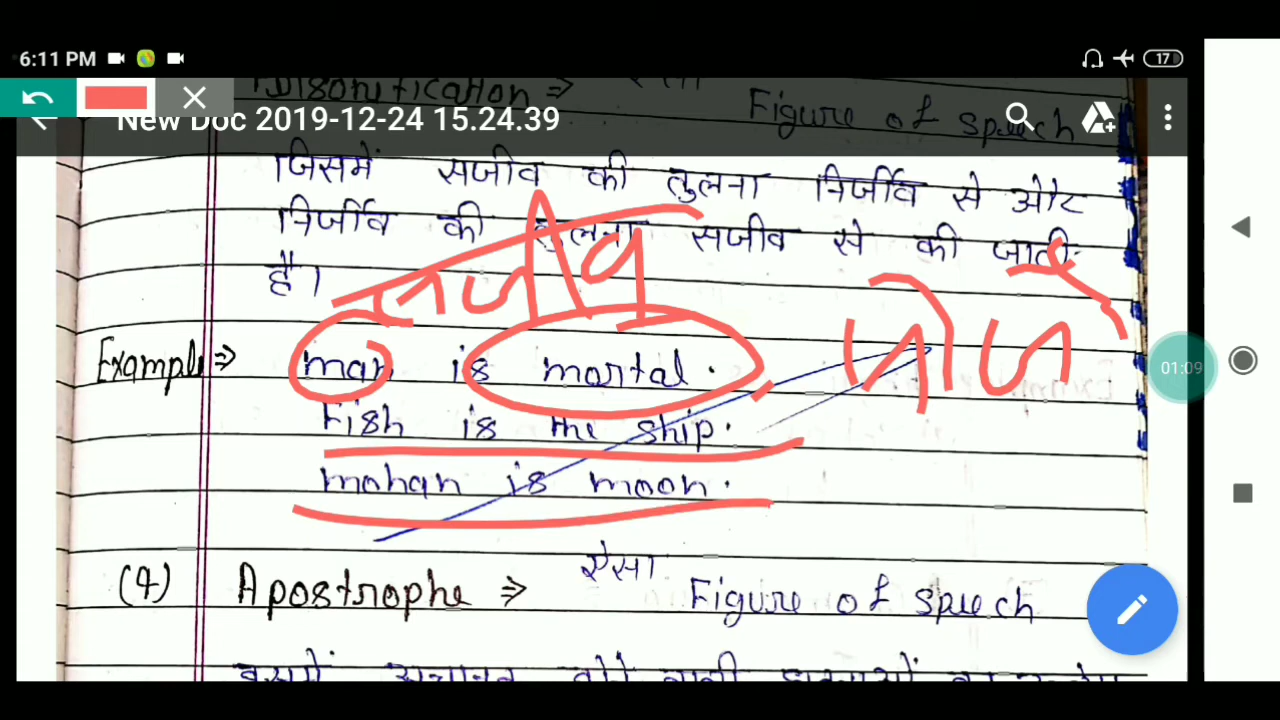 6:11 PM
17
New Doc 2019-12-24 15.24.39
Figure of speech
जिसमें सजीव की तुलना निर्जीव से और
निर्जीव की तुलना सजीव से की जाती
है।
Example ⇒ man is mortal.
Fish is the ship.
mohan is moon.
01:09
(4) Apostrophe ⇒ ऐसा Figure of speech